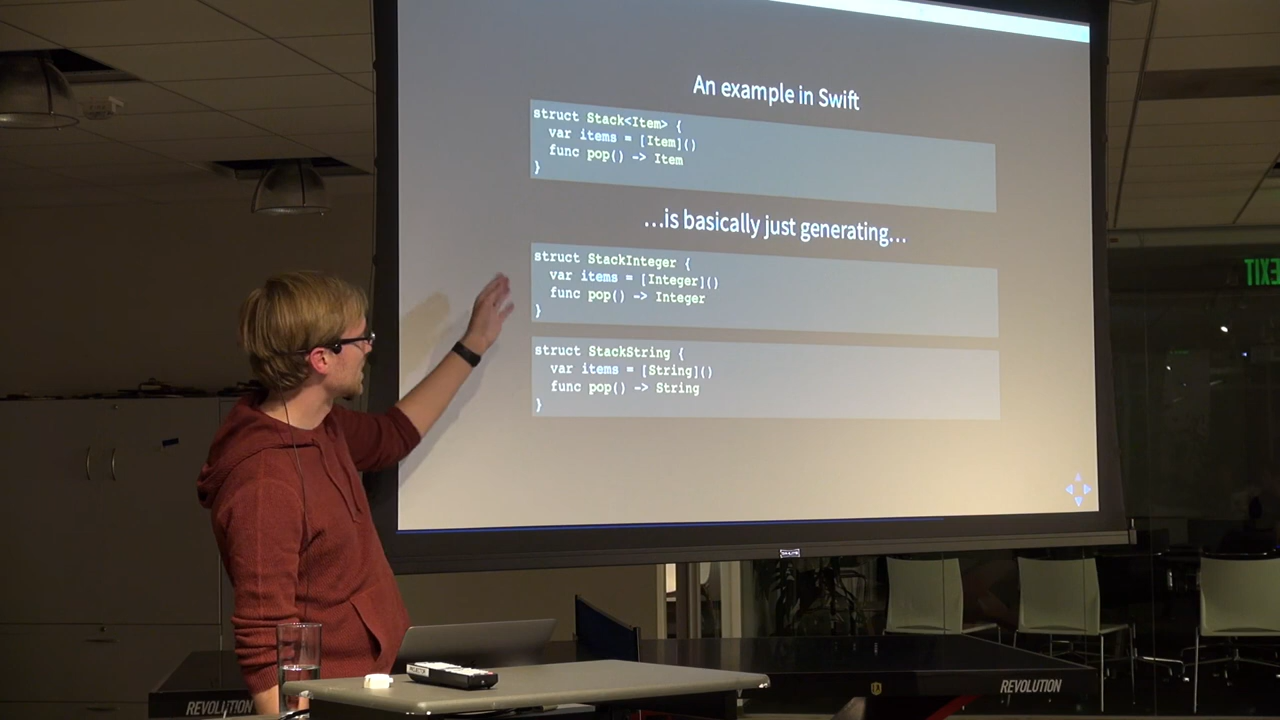 An example in Swift
struct Stack<Item> {
var items = [Item]()
func pop() -> Item
}
...is basically just generating...
struct StackInteger {
var items = [Integer]()
func pop() -> Integer
}
struct StackString {
var items = [String]()
func pop() -> String
}
EXIT
PROJECTOR
REVOLUTION
REVOLUTION